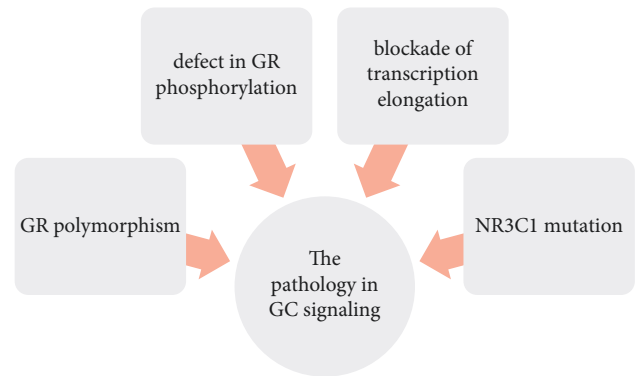 defect in GR
phosphorylation
blockade of
transcription
elongation
GR polymorphism
NR3C1 mutation
The
pathology in
GC signaling